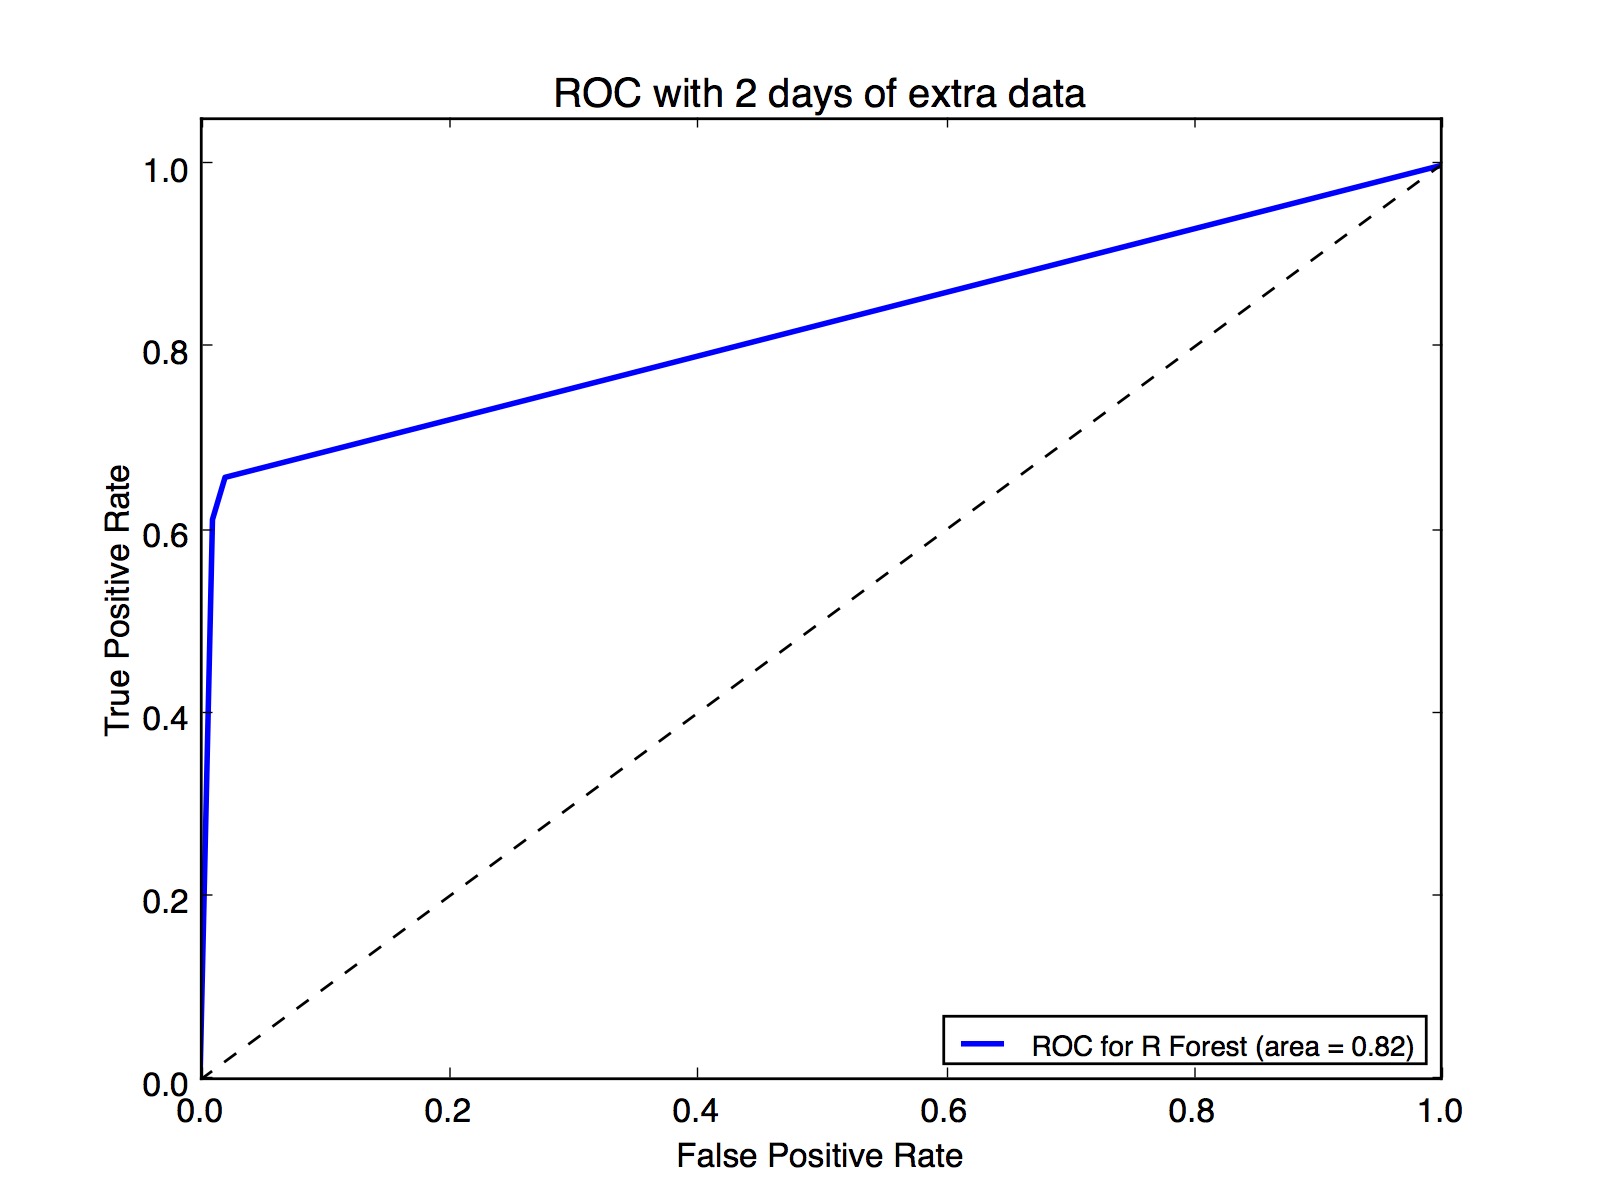 ROC with 2 days of extra data
1.0
0.8
0.6
0.4
0.2
0.0
True Positive Rate
ROC for R Forest (area = 0.82)
0.0 0.2 0.4 0.6 0.8 1.0
False Positive Rate